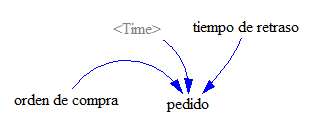 <Time>
tiempo de retraso
orden de compra
pedido